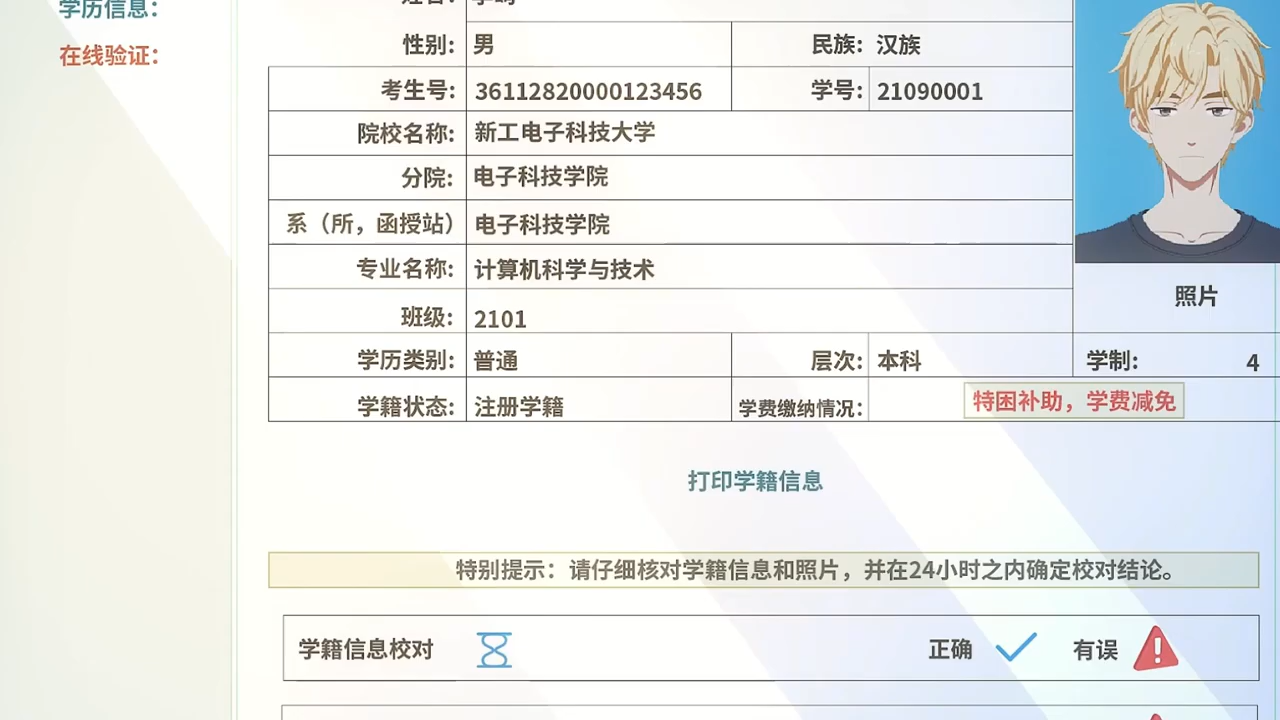 学历信息：
在线验证：
性别: 男 民族: 汉族
考生号: 36112820000123456 学号: 21090001
院校名称: 新工电子科技大学
分院: 电子科技学院
系（所，函授站） 电子科技学院
专业名称: 计算机科学与技术
照片
班级: 2101
学历类别: 普通 层次: 本科 学制: 4
学籍状态: 注册学籍 学费缴纳情况: 特困补助，学费减免
打印学籍信息
特别提示：请仔细核对学籍信息和照片，并在24小时之内确定校对结论。
学籍信息校对 正确 有误